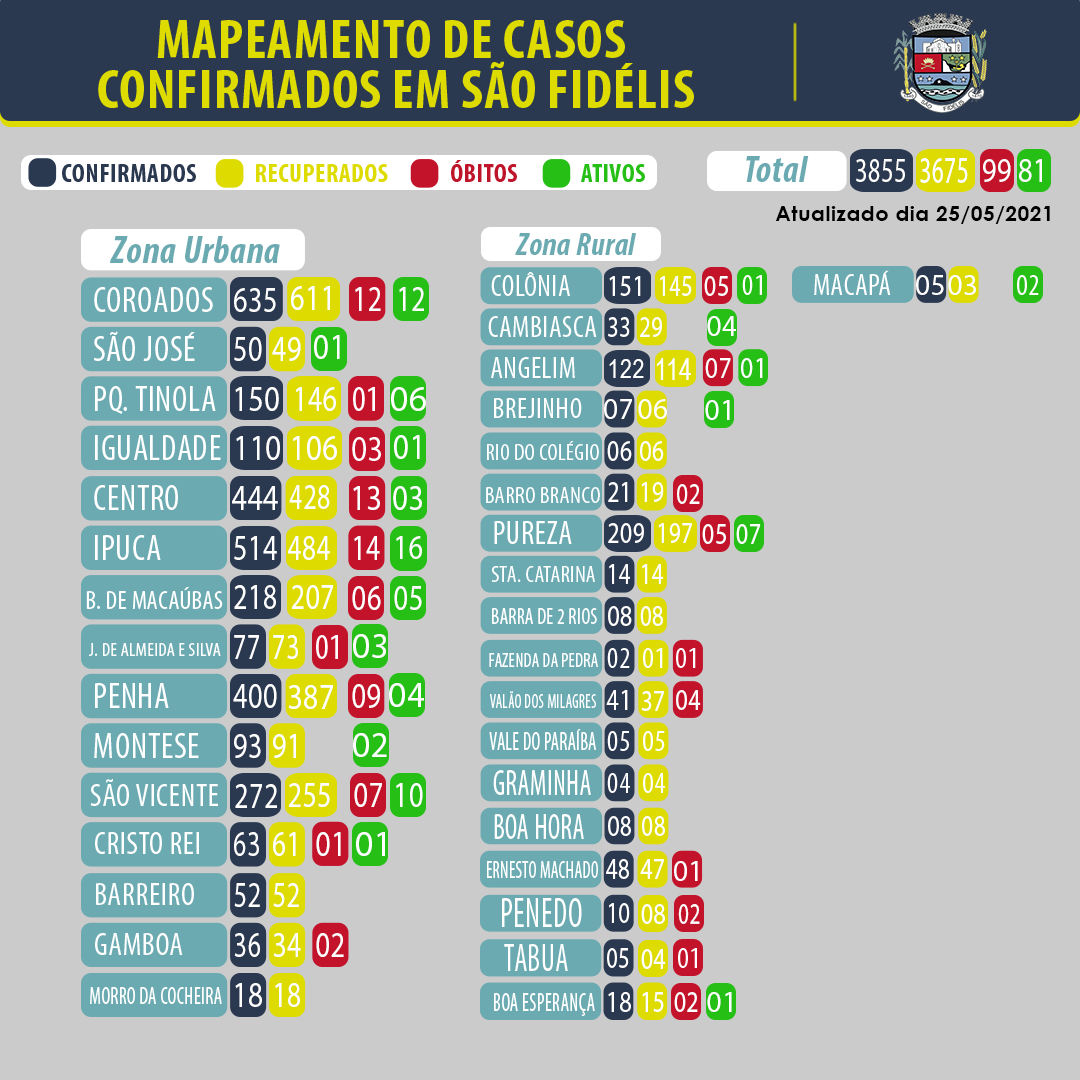 MAPEAMENTO DE CASOS
CONFIRMADOS EM SÃO FIDÉLIS
SÃO FIDELIS
CONFIRMADOS RECUPERADOS ÓBITOS ATIVOS
Total 3855 3675 99 81
Atualizado dia 25/05/2021
Zona Urbana
COROADOS 635 611 12 12
SÃO JOSÉ 50 49 01
PQ. TINOLA 150 146 01 06
IGUALDADE 110 106 03 01
CENTRO 444 428 13 03
IPUCA 514 484 14 16
B. DE MACAÚBAS 218 207 06 05
J. DE ALMEIDA E SILVA 77 73 01 03
PENHA 400 387 09 04
MONTESE 93 91 02
SÃO VICENTE 272 255 07 10
CRISTO REI 63 61 01 01
BARREIRO 52 52
GAMBOA 36 34 02
MORRO DA COCHEIRA 18 18
Zona Rural
COLÔNIA 151 145 05 01
CAMBIASCA 33 29 04
ANGELIM 122 114 07 01
BREJINHO 07 06 01
RIO DO COLÉGIO 06 06
BARRO BRANCO 21 19 02
PUREZA 209 197 05 07
STA. CATARINA 14 14
BARRA DE 2 RIOS 08 08
FAZENDA DA PEDRA 02 01 01
VALÃO DOS MILAGRES 41 37 04
VALE DO PARAÍBA 05 05
GRAMINHA 04 04
BOA HORA 08 08
ERNESTO MACHADO 48 47 01
PENEDO 10 08 02
TABUA 05 04 01
BOA ESPERANÇA 18 15 02 01
MACAPÁ 05 03 02